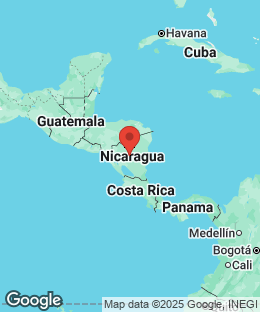 Havana
Cuba
Guatemala
Nicaragua
Costa Rica
Panama
Medellín
Bogotá
Cali
Google
Map data ©2025 Google, INEGI